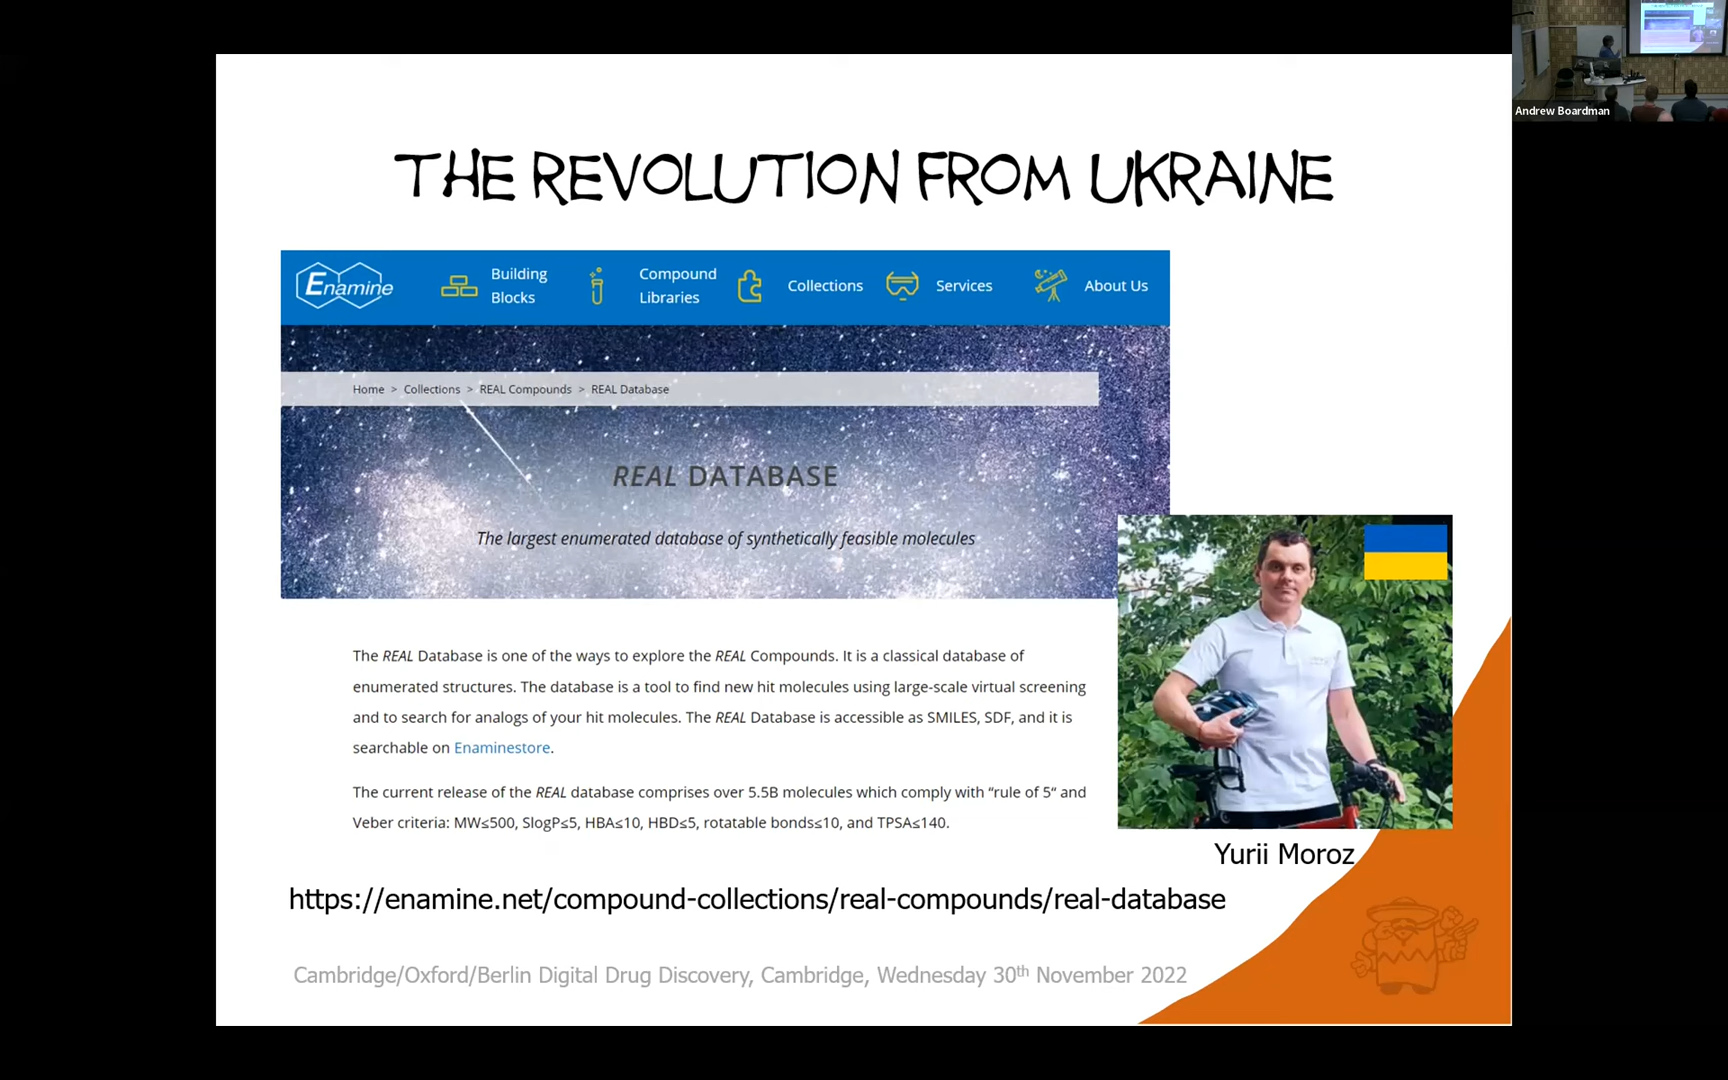 Andrew Boardman
THE REVOLUTION FROM UKRAINE
Enamine
Building
Blocks
Compound
Libraries
Collections
Services
About Us
Home > Collections > REAL Compounds > REAL Database
REAL DATABASE
The largest enumerated database of synthetically feasible molecules
The REAL Database is one of the ways to explore the REAL Compounds. It is a classical database of
enumerated structures. The database is a tool to find new hit molecules using large-scale virtual screening
and to search for analogs of your hit molecules. The REAL Database is accessible as SMILES, SDF, and it is
searchable on Enaminestore.
The current release of the REAL database comprises over 5.5B molecules which comply with “rule of 5“ and
Veber criteria: MW≤500, SlogP≤5, HBA≤10, HBD≤5, rotatable bonds≤10, and TPSA≤140.
Yurii Moroz
https://enamine.net/compound-collections/real-compounds/real-database
Cambridge/Oxford/Berlin Digital Drug Discovery, Cambridge, Wednesday 30th November 2022